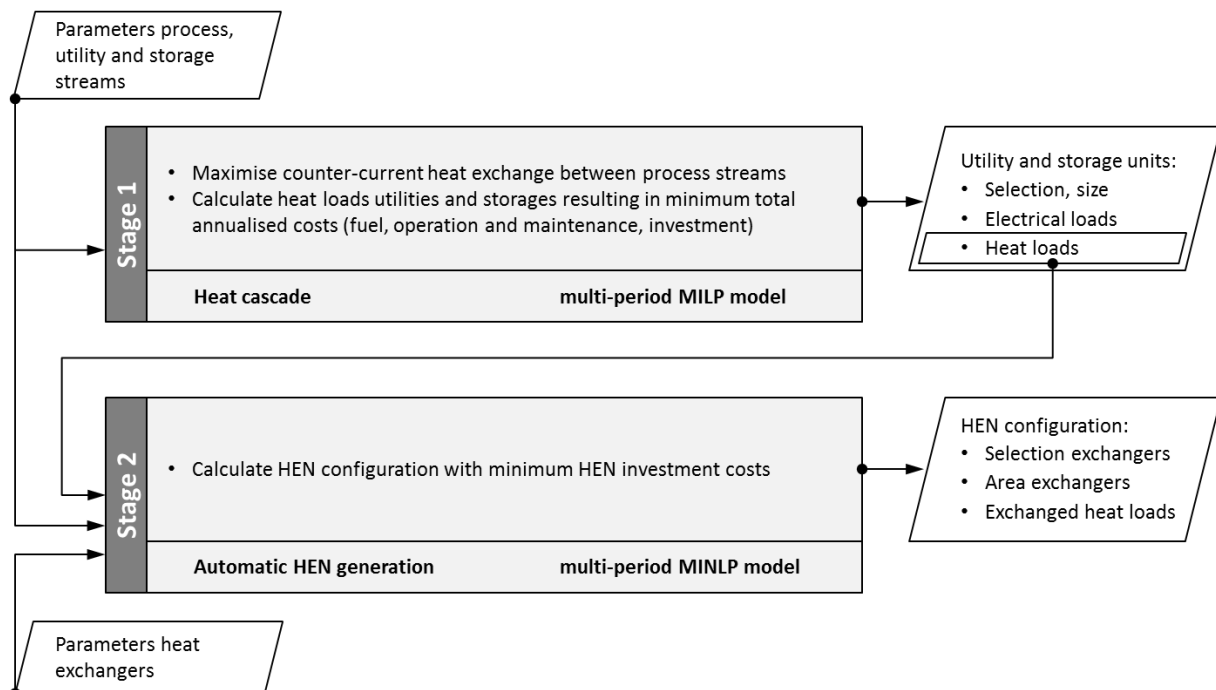 Parameters process,
utility and storage
streams
Stage 1
• Maximise counter-current heat exchange between process streams
• Calculate heat loads utilities and storages resulting in minimum total
annualised costs (fuel, operation and maintenance, investment)
Heat cascade multi-period MILP model
Utility and storage units:
• Selection, size
• Electrical loads
• Heat loads
Stage 2
• Calculate HEN configuration with minimum HEN investment costs
Automatic HEN generation multi-period MINLP model
HEN configuration:
• Selection exchangers
• Area exchangers
• Exchanged heat loads
Parameters heat
exchangers